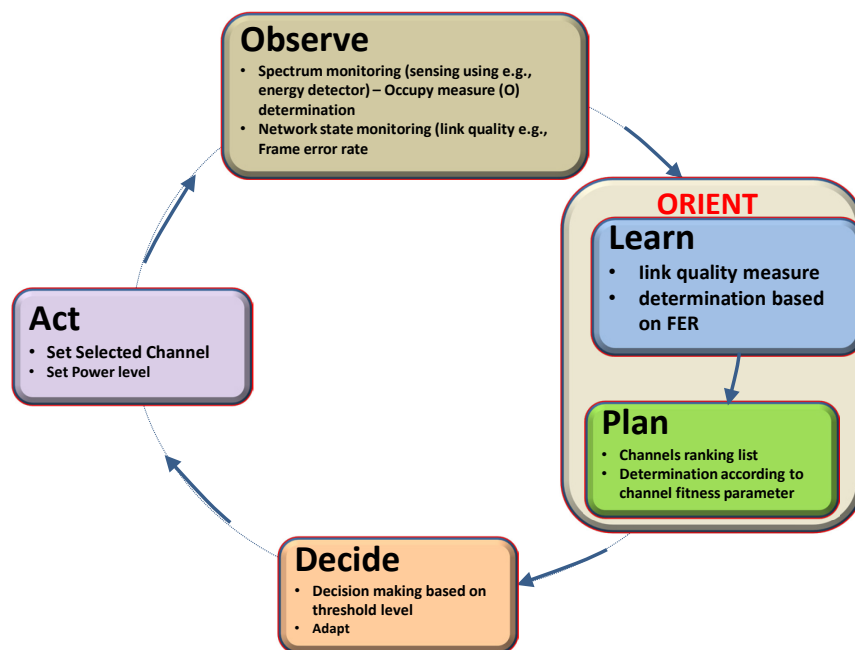 Observe
• Spectrum monitoring (sensing using e.g.,
energy detector) – Occupy measure (O)
determination
• Network state monitoring (link quality e.g.,
Frame error rate
ORIENT
Learn
• link quality measure
• determination based
on FER
Plan
• Channels ranking list
• Determination according to
channel fitness parameter
Decide
• Decision making based on
threshold level
• Adapt
Act
• Set Selected Channel
• Set Power level